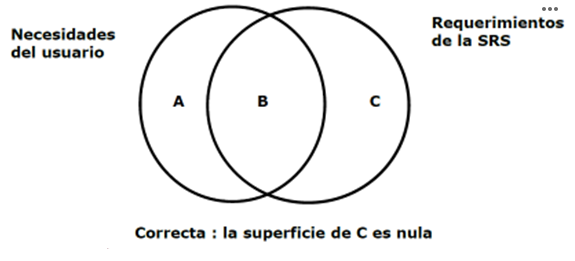 Necesidades
del usuario
Requerimientos
de la SRS
A
B
C
Correcta : la superficie de C es nula